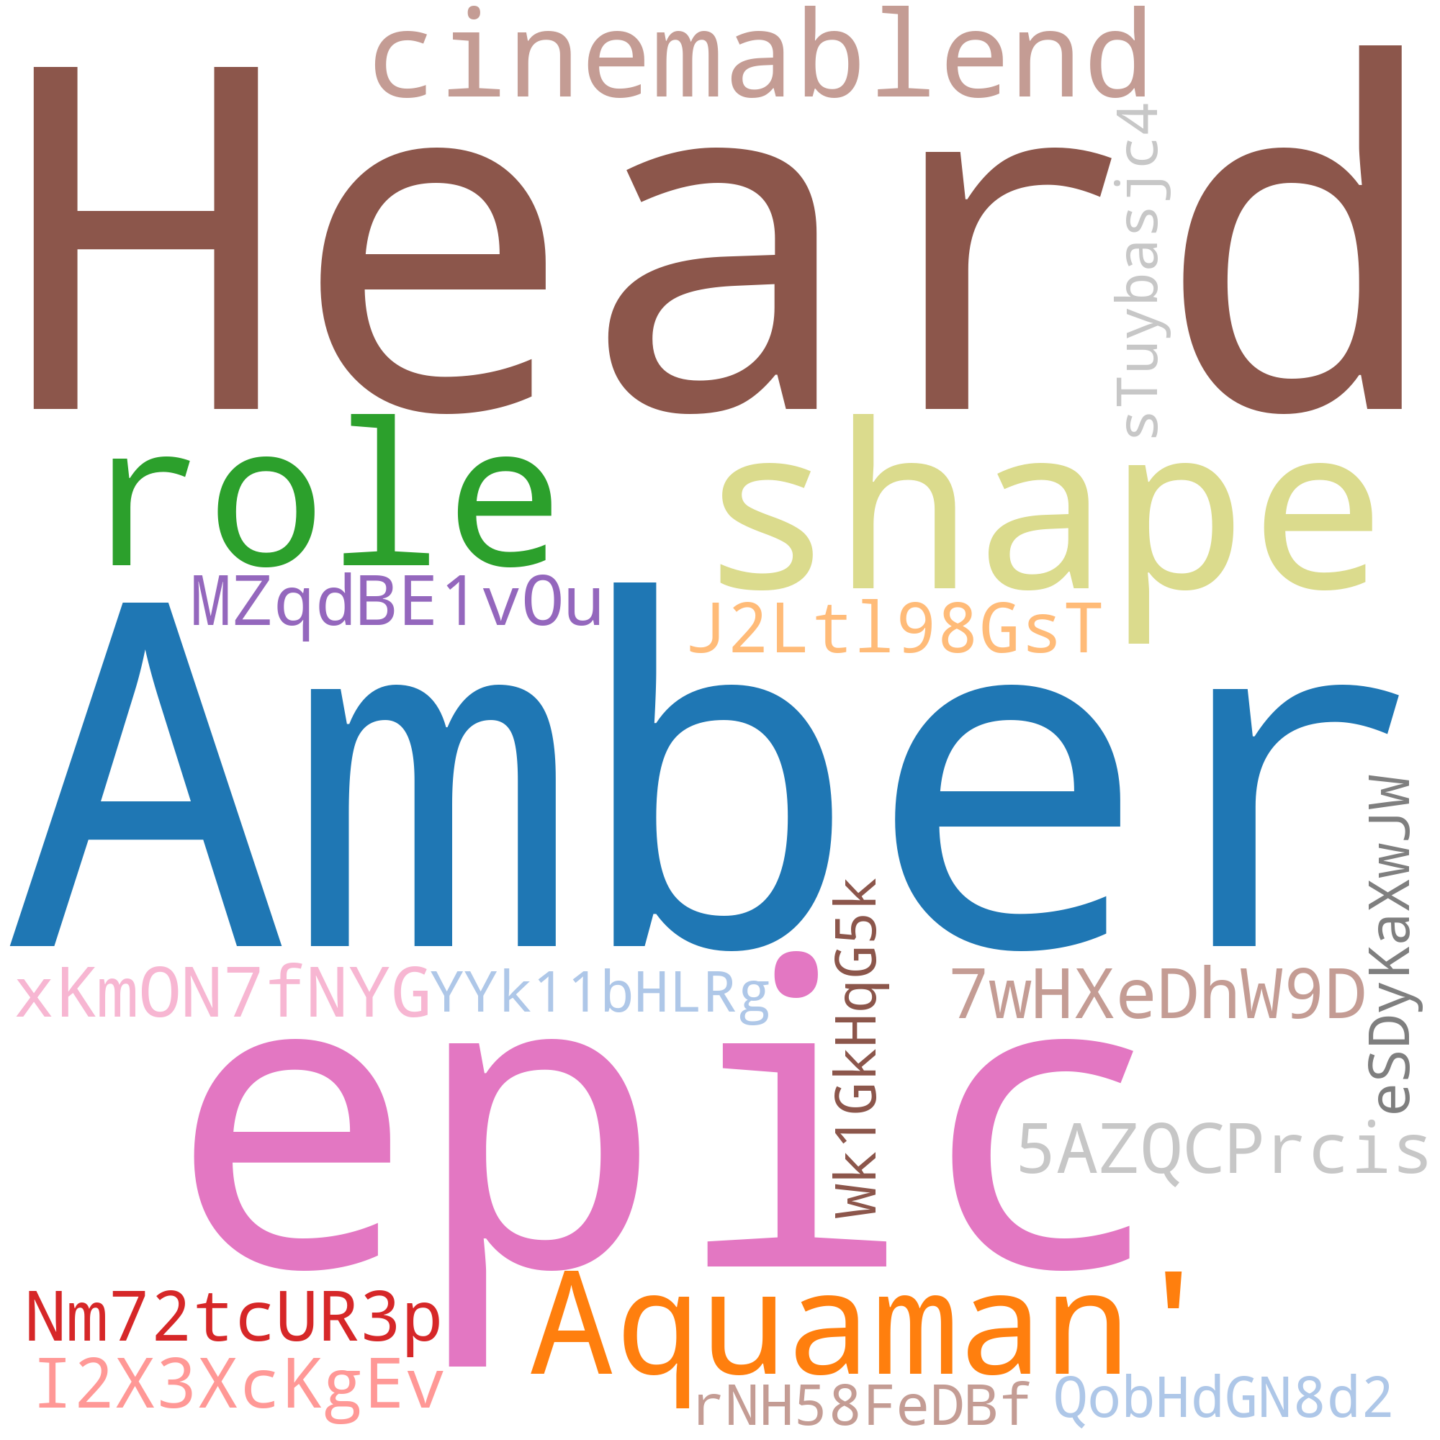 cinemablend
Heard
sTuybasjc4
role
shape
MZqdBE1vOu
J2Ltl98GsT
Amber
eSDyKaXwJW
Wk1GkHqG5k
xKmON7fNYG
YYk11bHLRg
7wHXeDhW9D
epic
5AZQCPrcis
Nm72tcUR3p
Aquaman'
I2X3XcKgEv
rNH58FeDBf
QobHdGN8d2